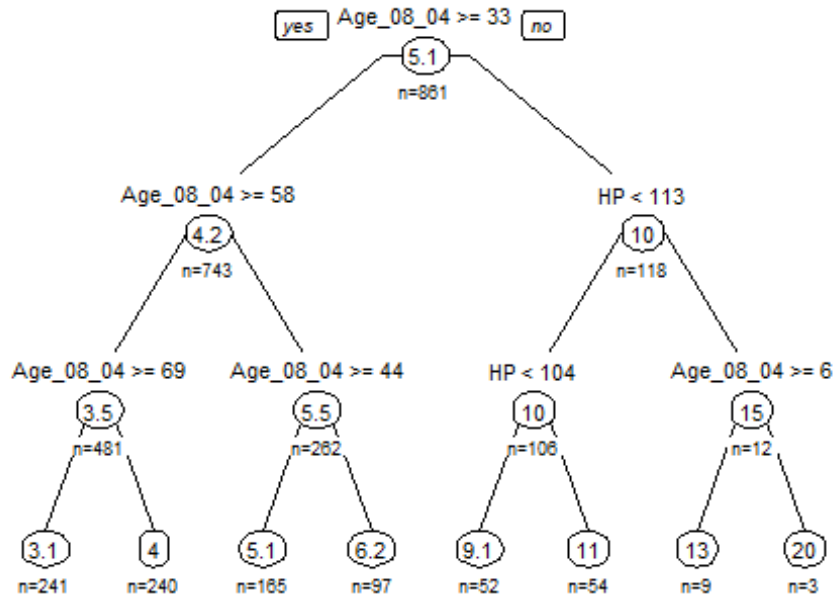 yes Age_08_04 >= 33 no
5.1
n=861
Age_08_04 >= 58 HP < 113
4.2 10
n=743 n=118
Age_08_04 >= 69 Age_08_04 >= 44 HP < 104 Age_08_04 >= 6
3.5 5.5 10 15
n=481 n=262 n=106 n=12
3.1 4 5.1 6.2 9.1 11 13 20
n=241 n=240 n=165 n=97 n=52 n=54 n=9 n=3